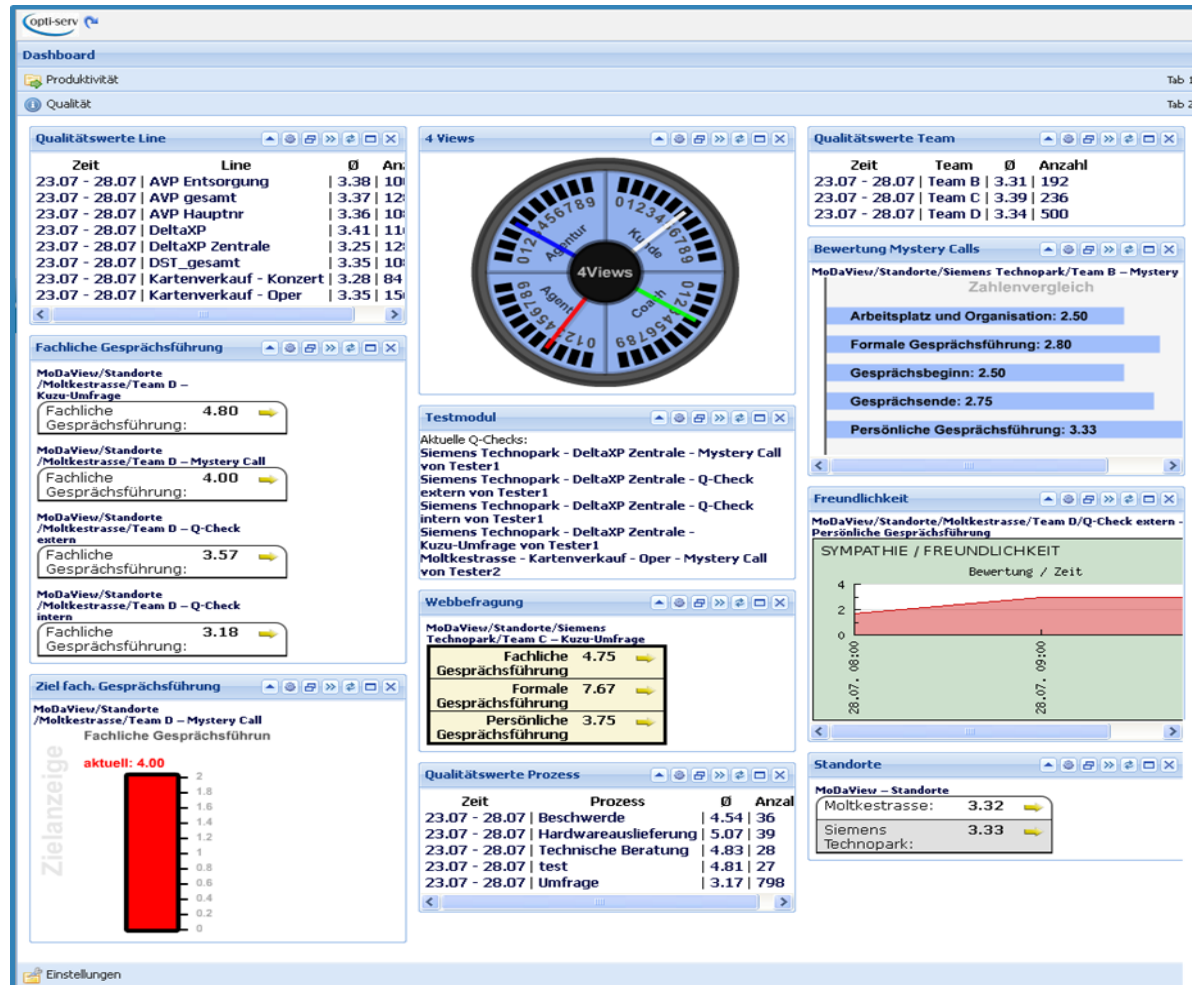 opti-serv
Dashboard
Produktivität
Tab 1
Qualität
Tab 2
Qualitätswerte Line
Zeit Line Ø Anz
23.07 - 28.07 | AVP Entsorgung | 3.38 | 10
23.07 - 28.07 | AVP gesamt | 3.37 | 12
23.07 - 28.07 | AVP Hauptnr | 3.36 | 10
23.07 - 28.07 | DeltaXP | 3.41 | 11
23.07 - 28.07 | DeltaXP Zentrale | 3.25 | 12
23.07 - 28.07 | DST_gesamt | 3.35 | 10
23.07 - 28.07 | Kartenverkauf - Konzert | 3.28 | 84
23.07 - 28.07 | Kartenverkauf - Oper | 3.35 | 15
Fachliche Gesprächsführung
MoDaView/Standorte
/Moltkestrasse/Team D –
Kuzu-Umfrage
Fachliche 4.80
Gesprächsführung:
MoDaView/Standorte
/Moltkestrasse/Team D – Mystery Call
Fachliche 4.00
Gesprächsführung:
MoDaView/Standorte
/Moltkestrasse/Team D – Q-Check
extern
Fachliche 3.57
Gesprächsführung:
MoDaView/Standorte
/Moltkestrasse/Team D – Q-Check
intern
Fachliche 3.18
Gesprächsführung:
Ziel fach. Gesprächsführung
MoDaView/Standorte
/Moltkestrasse/Team D – Mystery Call
Fachliche Gesprächsführun
Zielanzeige
aktuell: 4.00
2
1.8
1.6
1.4
1.2
1
0.8
0.6
0.4
0.2
0
4 Views
0123456789
Agentur
0123456789
Kunde
4Views
0123456789
Agent
0123456789
Coach
Testmodul
Aktuelle Q-Checks:
Siemens Technopark - DeltaXP Zentrale - Mystery Call
von Tester1
Siemens Technopark - DeltaXP Zentrale - Q-Check
extern von Tester1
Siemens Technopark - DeltaXP Zentrale - Q-Check
intern von Tester1
Siemens Technopark - DeltaXP Zentrale -
Kuzu-Umfrage von Tester1
Moltkestrasse - Kartenverkauf - Oper - Mystery Call
von Tester2
Webbefragung
MoDaView/Standorte/Siemens
Technopark/Team C – Kuzu-Umfrage
Fachliche 4.75
Gesprächsführung
Formale 7.67
Gesprächsführung
Persönliche 3.75
Gesprächsführung
Qualitätswerte Prozess
Zeit Prozess Ø Anzal
23.07 - 28.07 | Beschwerde | 4.54 | 36
23.07 - 28.07 | Hardwareauslieferung | 5.07 | 39
23.07 - 28.07 | Technische Beratung | 4.83 | 28
23.07 - 28.07 | test | 4.81 | 27
23.07 - 28.07 | Umfrage | 3.17 | 798
Qualitätswerte Team
Zeit Team Ø Anzahl
23.07 - 28.07 | Team B | 3.31 | 192
23.07 - 28.07 | Team C | 3.39 | 236
23.07 - 28.07 | Team D | 3.34 | 500
Bewertung Mystery Calls
MoDaView/Standorte/Siemens Technopark/Team B – Mystery
Zahlenvergleich
Arbeitsplatz und Organisation: 2.50
Formale Gesprächsführung: 2.80
Gesprächsbeginn: 2.50
Gesprächsende: 2.75
Persönliche Gesprächsführung: 3.33
Freundlichkeit
MoDaView/Standorte/Moltkestrasse/Team D/Q-Check extern -
Persönliche Gesprächsführung
SYMPATHIE / FREUNDLICHKEIT
Bewertung / Zeit
4
2
0
28.07. 08:00
28.07. 09:00
Standorte
MoDaView – Standorte
Moltkestrasse: 3.32
Siemens 3.33
Technopark:
Einstellungen